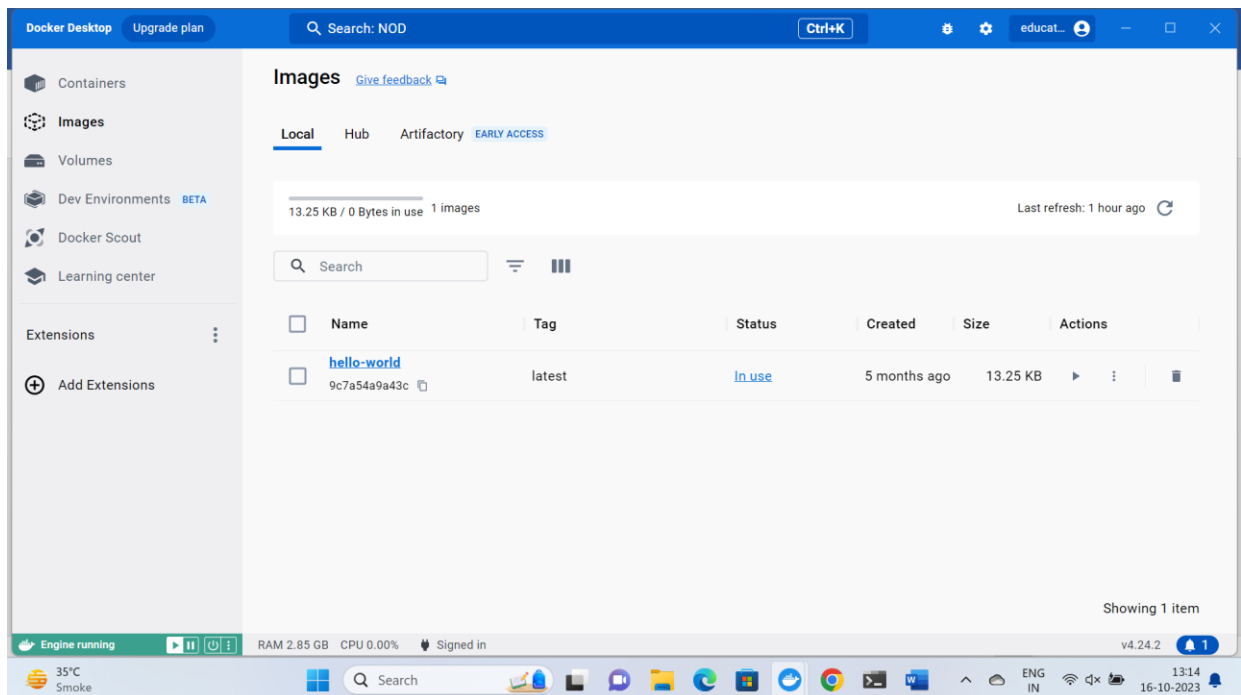 Docker Desktop Upgrade plan Search: NOD Ctrl+K educat...
Containers
Images
Volumes
Dev Environments BETA
Docker Scout
Learning center
Extensions
Add Extensions
Images Give feedback
Local Hub Artifactory EARLY ACCESS
13.25 KB / 0 Bytes in use 1 images Last refresh: 1 hour ago
Search
Name Tag Status Created Size Actions
hello-world
9c7a54a9a43c latest In use 5 months ago 13.25 KB
Showing 1 item
Engine running RAM 2.85 GB CPU 0.00% Signed in v4.24.2 1
35°C
Smoke
Search
ENG
IN
13:14
16-10-2023